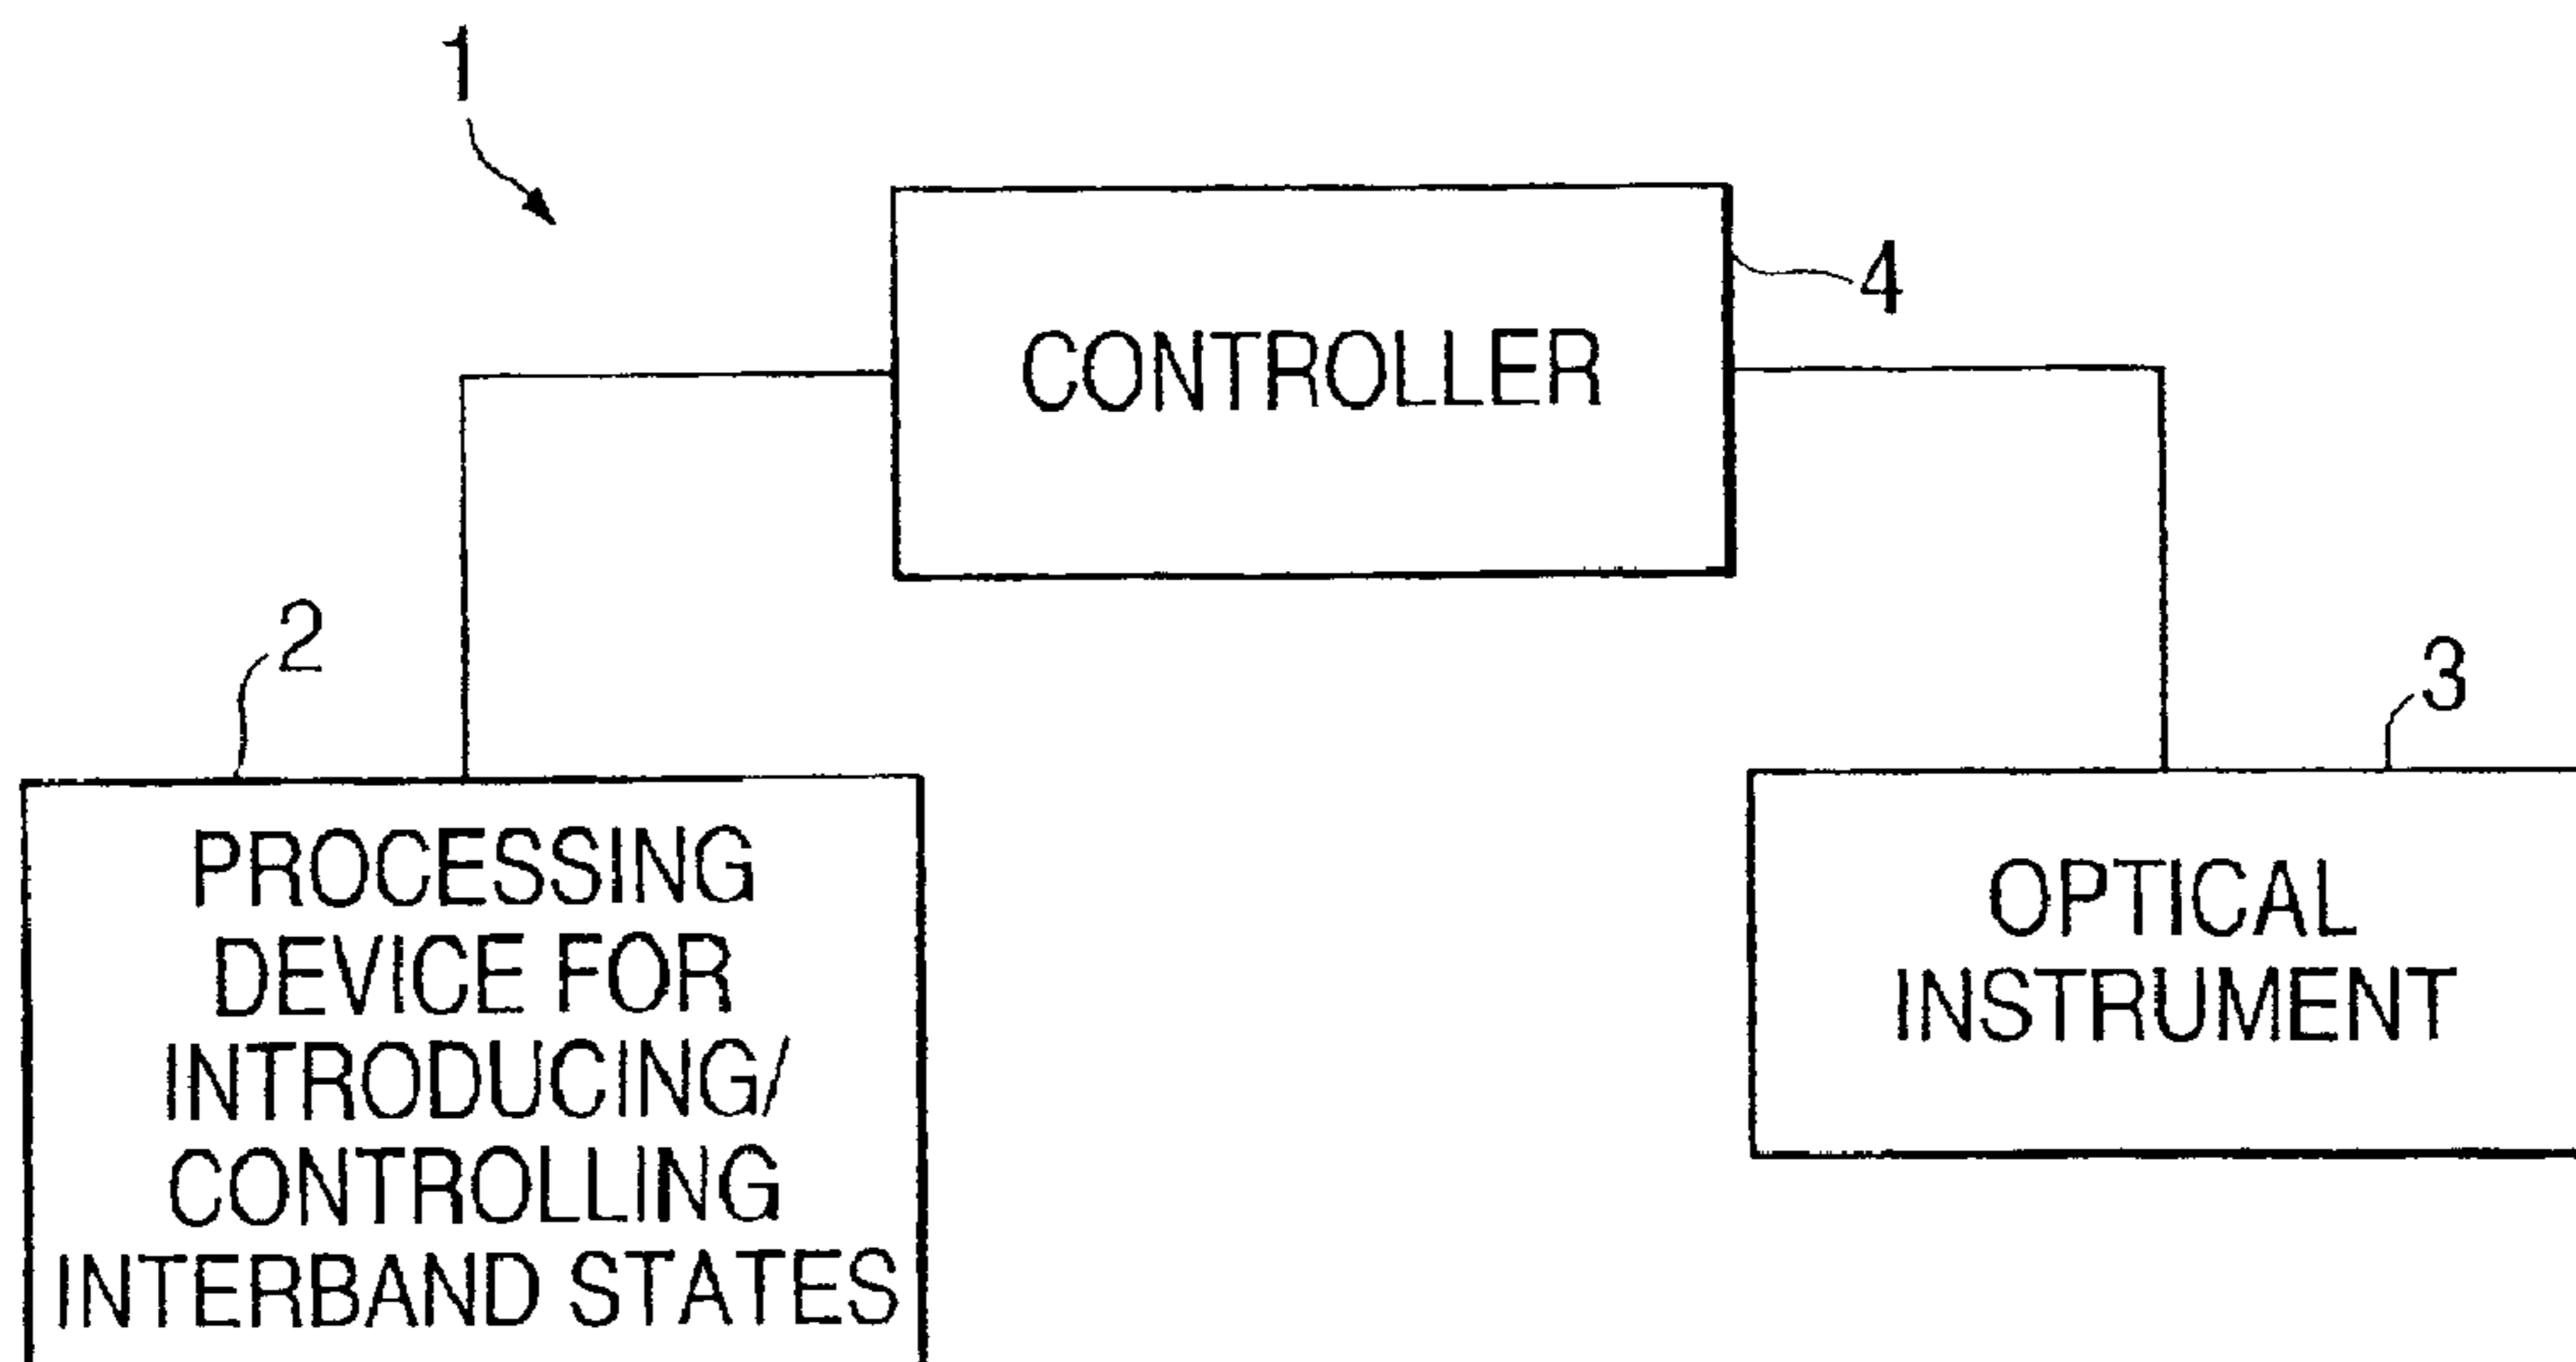 1
CONTROLLER
4
2
PROCESSING
DEVICE FOR
INTRODUCING/
CONTROLLING
INTERBAND STATES
3
OPTICAL
INSTRUMENT